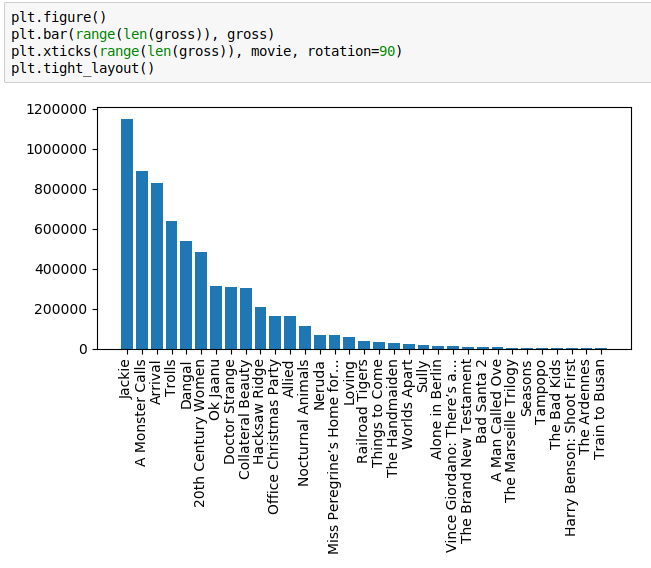 plt.figure()
plt.bar(range(len(gross)), gross)
plt.xticks(range(len(gross)), movie, rotation=90)
plt.tight_layout()
1200000
1000000
800000
600000
400000
200000
0
Jackie
A Monster Calls
Arrival
Trolls
Dangal
20th Century Women
Ok Jaanu
Doctor Strange
Collateral Beauty
Hacksaw Ridge
Office Christmas Party
Allied
Nocturnal Animals
Neruda
Miss Peregrine’s Home for…
Loving
Railroad Tigers
Things to Come
The Handmaiden
Worlds Apart
Sully
Alone in Berlin
Vince Giordano: There’s a…
The Brand New Testament
Bad Santa 2
A Man Called Ove
The Marseille Trilogy
Seasons
Tampopo
The Bad Kids
Harry Benson: Shoot First
The Ardennes
Train to Busan